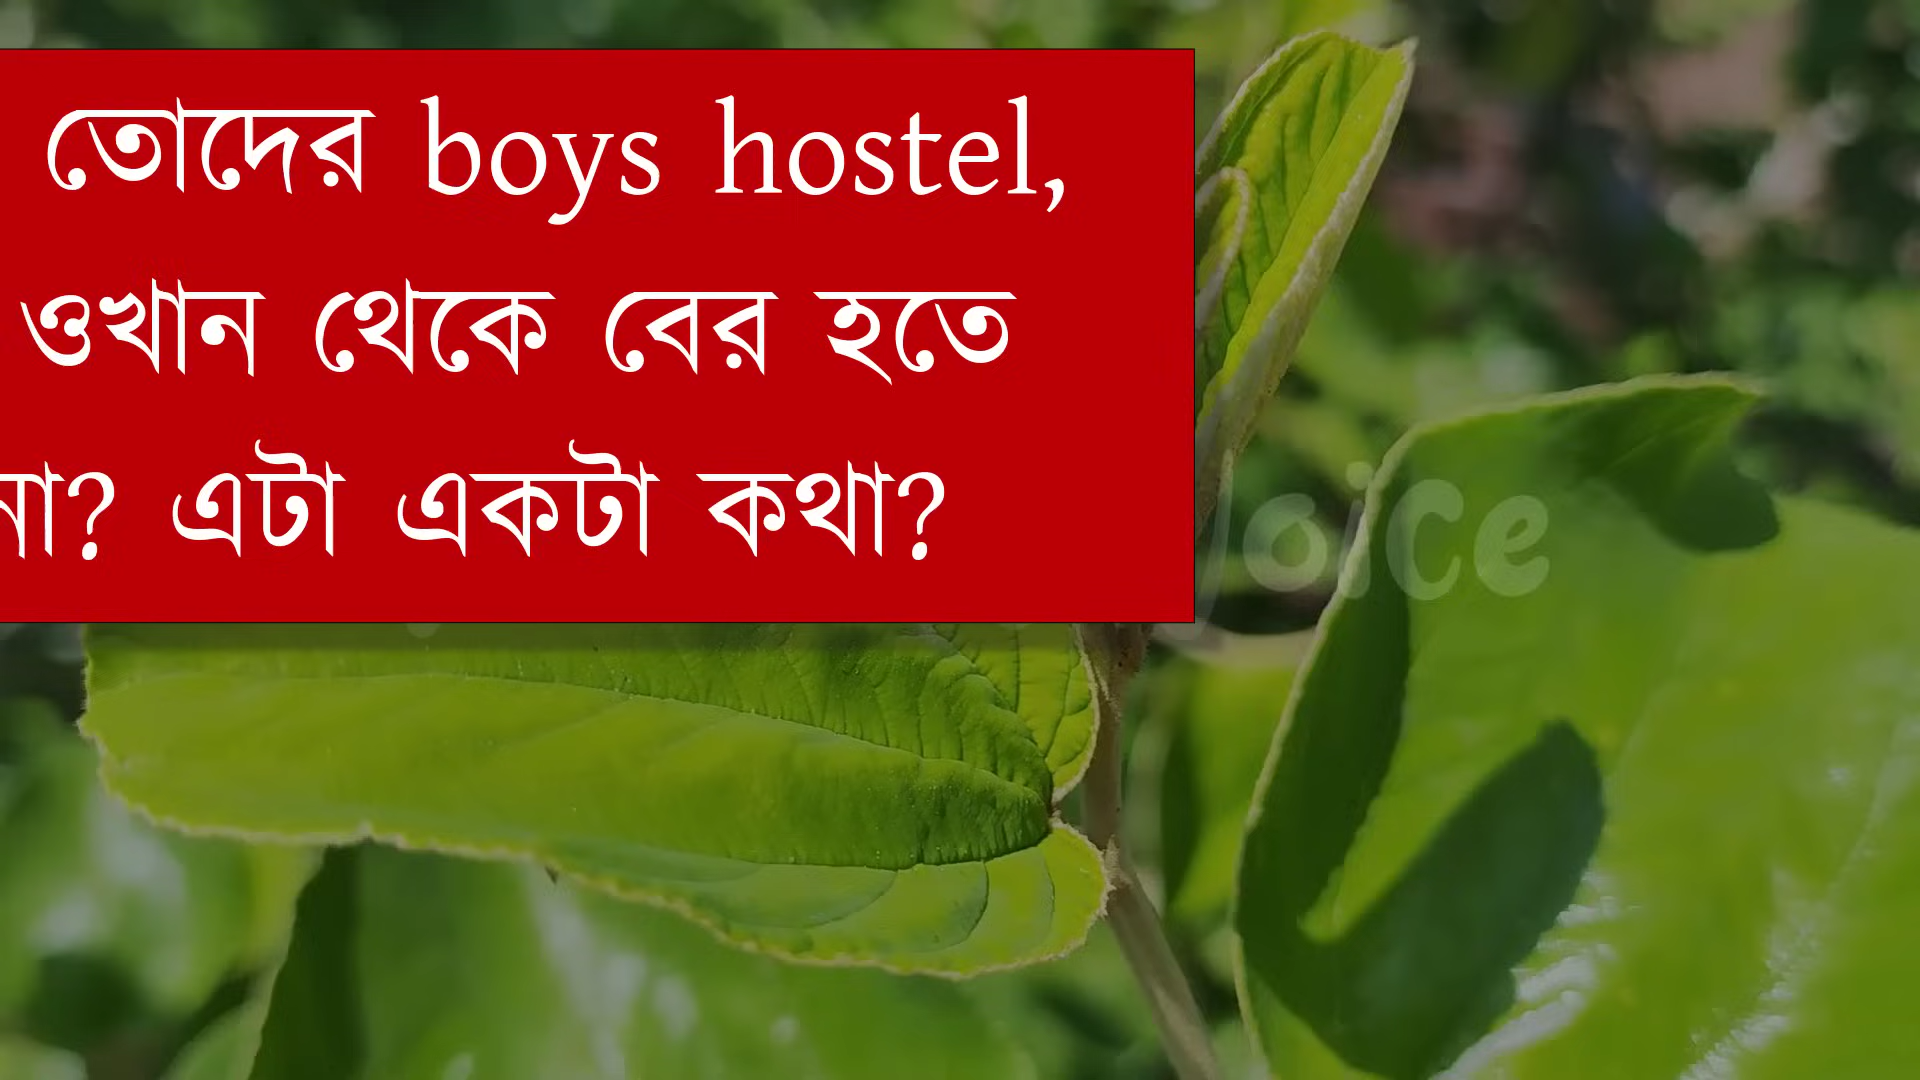 তোদের boys hostel,
ওখান থেকে বের হতে
না? এটা একটা কথা?